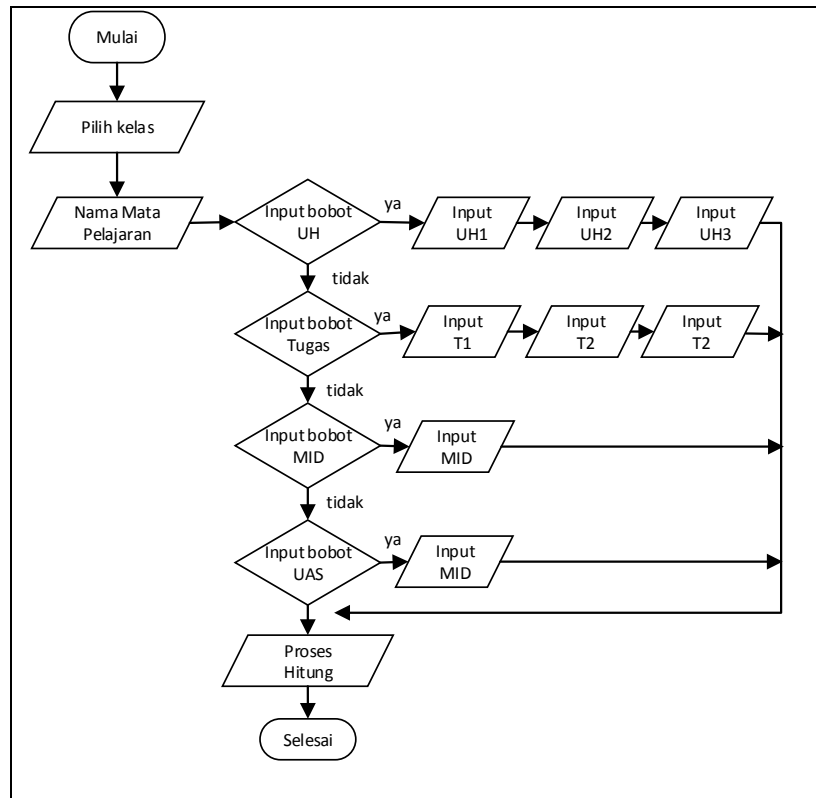 Mulai
Pilih kelas
Nama Mata
Pelajaran
Input bobot
UH
ya
Input
UH1
Input
UH2
Input
UH3
tidak
Input bobot
Tugas
ya
Input
T1
Input
T2
Input
T2
tidak
Input bobot
MID
ya
Input
MID
tidak
Input bobot
UAS
ya
Input
MID
Proses
Hitung
Selesai